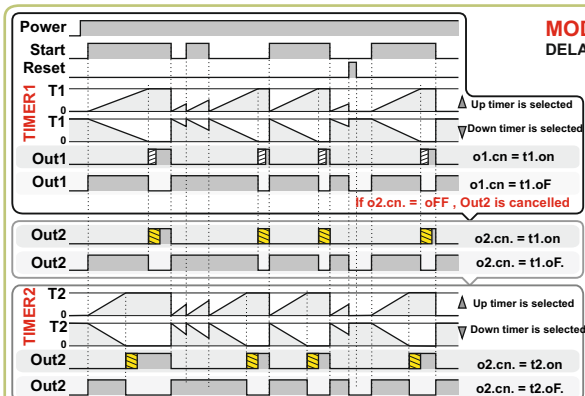 Power
MOD
DELA
Start
Reset
TIMER1
T1
0
Up timer is selected
T1
0
Down timer is selected
Out1
o1.cn = t1.on
Out1
o1.cn = t1.oF
If o2.cn. = oFF , Out2 is cancelled
Out2
o2.cn. = t1.on
Out2
o2.cn. = t1.oF.
TIMER2
T2
0
Up timer is selected
T2
0
Down timer is selected
Out2
o2.cn. = t2.on
Out2
o2.cn. = t2.oF.